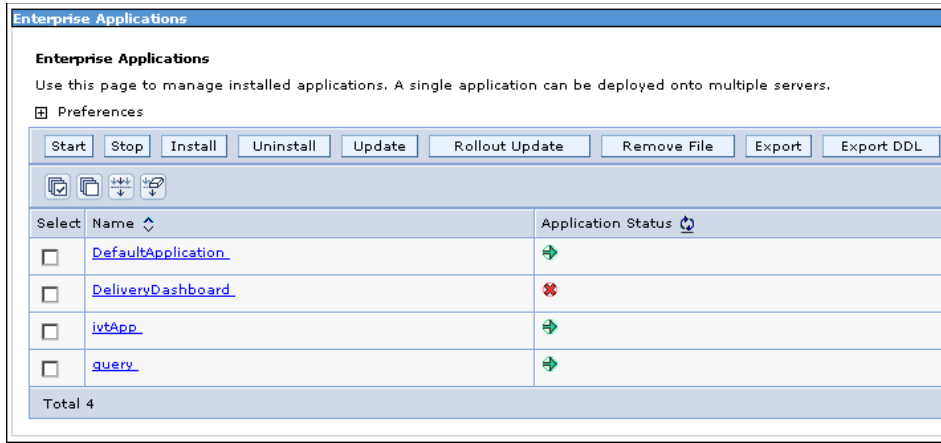 Enterprise Applications
Enterprise Applications
Use this page to manage installed applications. A single application can be deployed onto multiple servers.
Preferences
Start Stop Install Uninstall Update Rollout Update Remove File Export Export DDL
Select Name Application Status
DefaultApplication
DeliveryDashboard
ivtApp
query
Total 4